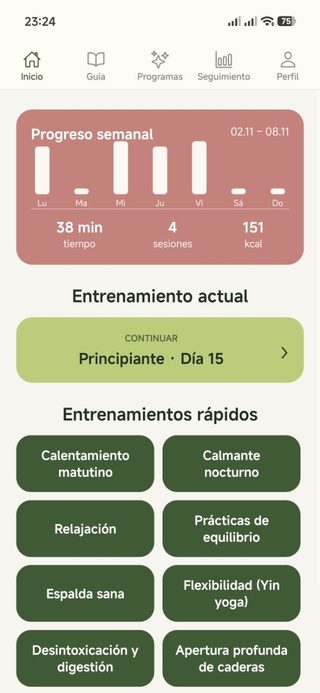 23:24
75
Inicio
Guía
Programas
Seguimiento
Perfil
Progreso semanal
02.11 – 08.11
Lu
Ma
Mi
Ju
Vi
Sá
Do
38 min
4
151
tiempo
sesiones
kcal
Entrenamiento actual
CONTINUAR
Principiante · Día 15
Entrenamientos rápidos
Calentamiento
matutino
Calmante
nocturno
Relajación
Prácticas de
equilibrio
Espalda sana
Flexibilidad (Yin
yoga)
Desintoxicación y
digestión
Apertura profunda
de caderas